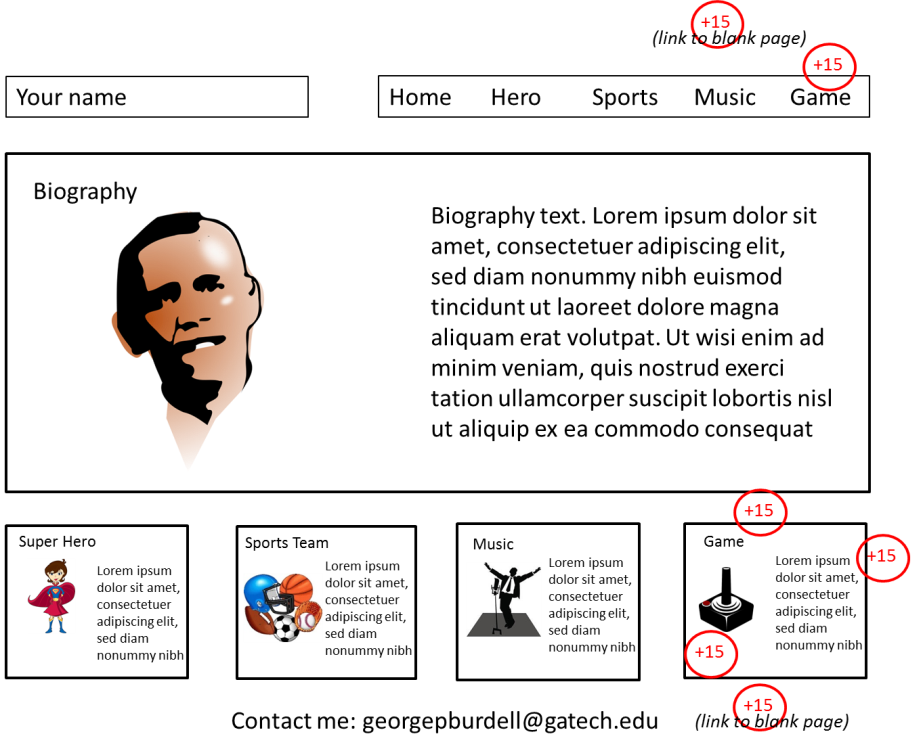 +15
(link to blank page)
+15
Your name
Home Hero Sports Music Game
Biography
Biography text. Lorem ipsum dolor sit
amet, consectetuer adipiscing elit,
sed diam nonummy nibh euismod
tincidunt ut laoreet dolore magna
aliquam erat volutpat. Ut wisi enim ad
minim veniam, quis nostrud exerci
tation ullamcorper suscipit lobortis nisl
ut aliquip ex ea commodo consequat
Super Hero
Lorem ipsum
dolor sit amet,
consectetuer
adipiscing elit,
sed diam
nonummy nibh
Sports Team
Lorem ipsum
dolor sit amet,
consectetuer
adipiscing elit,
sed diam
nonummy nibh
Music
Lorem ipsum
dolor sit amet,
consectetuer
adipiscing elit,
sed diam
nonummy nibh
+15
Game
+15
Lorem ipsum
dolor sit amet,
consectetuer
adipiscing elit,
sed diam
nonummy nibh
+15
+15
Contact me: georgepburdell@gatech.edu
(link to blank page)